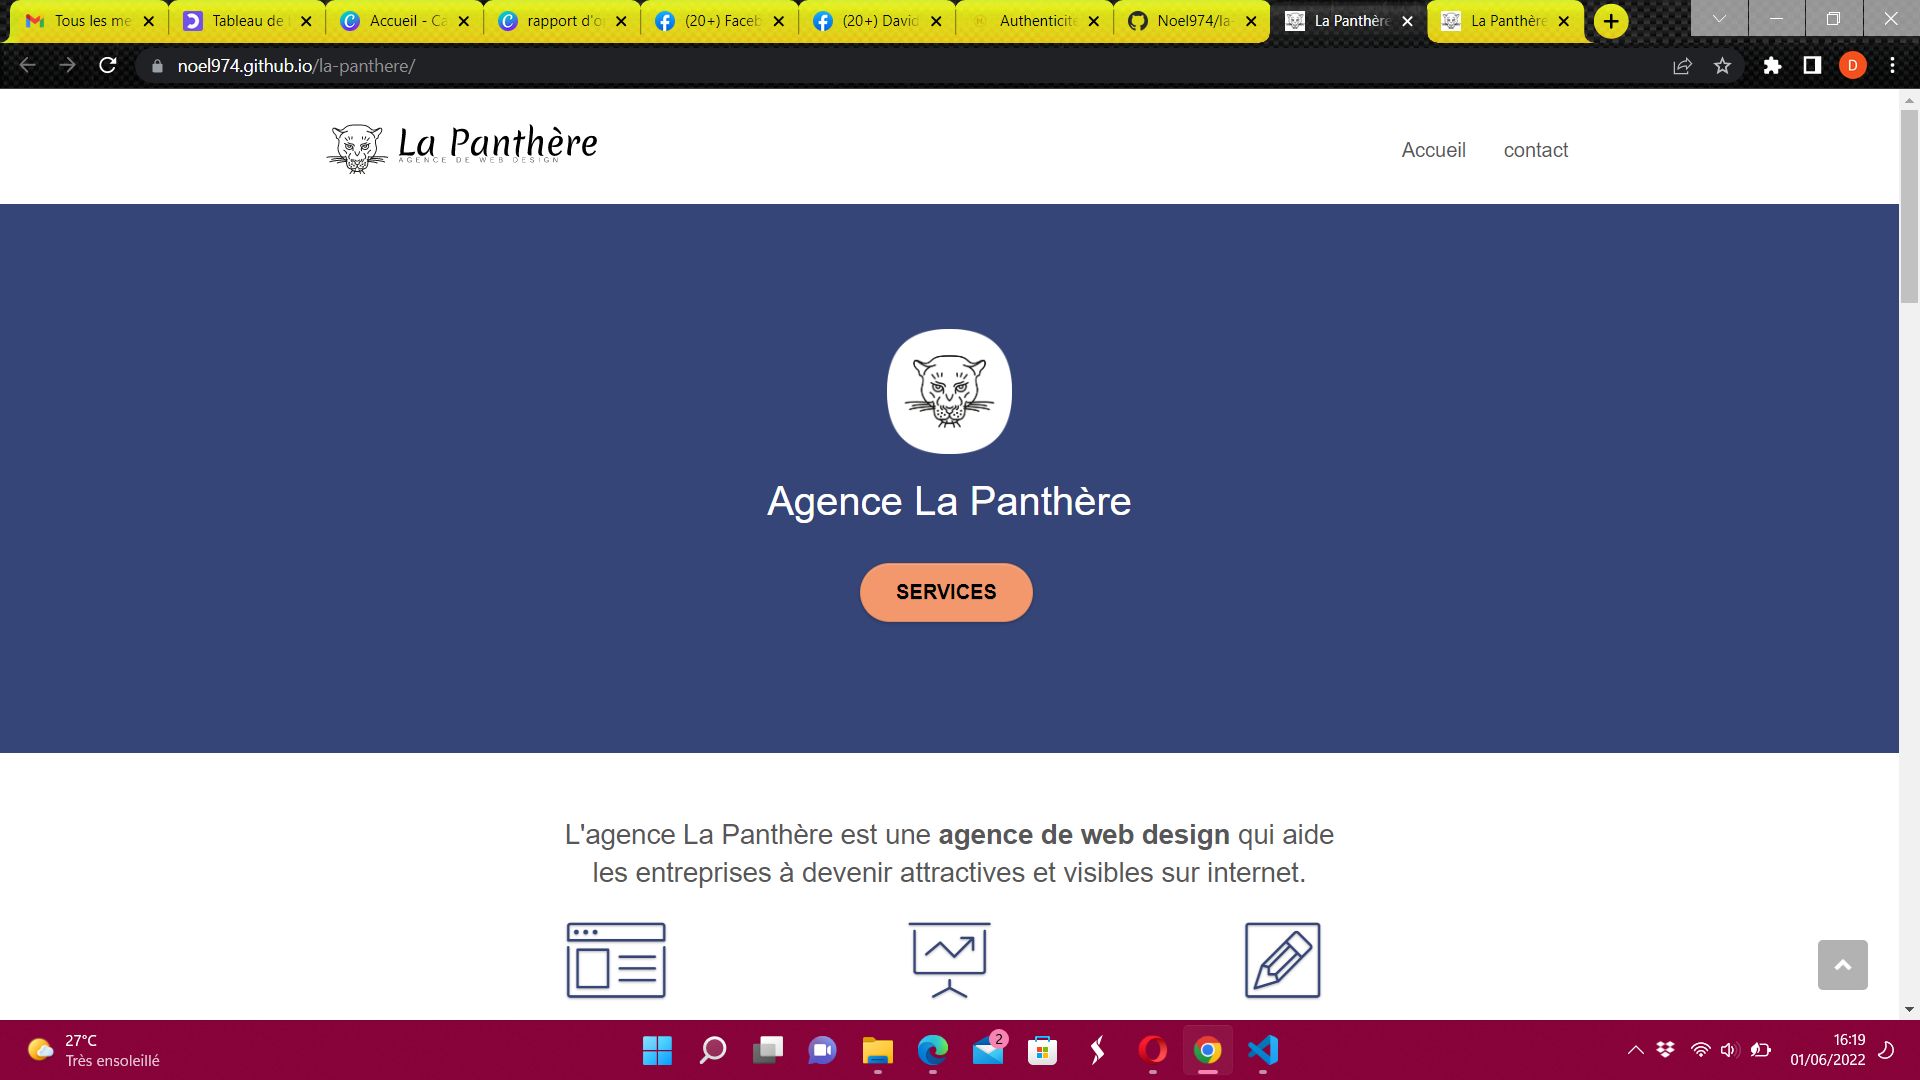 Tous les me
Tableau de
Accueil - Ca
rapport d'o
(20+) Faceb
(20+) David
Authenticité
Noel974/la-
La Panthère
La Panthère
noel974.github.io/la-panthere/
D
La Panthère
AGENCE DE WEB DESIGN
Accueil
contact
Agence La Panthère
SERVICES
L'agence La Panthère est une agence de web design qui aide
les entreprises à devenir attractives et visibles sur internet.
27°C
Très ensoleillé
2
16:19
01/06/2022